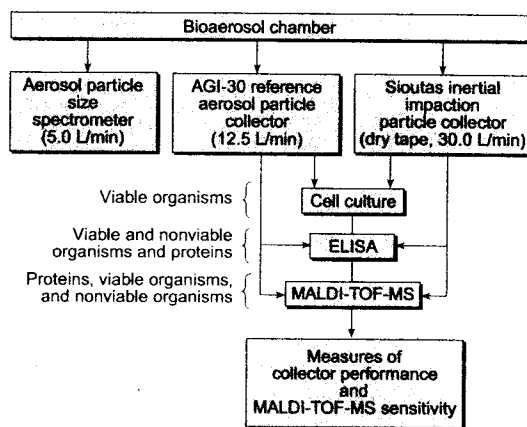 Bioaerosol chamber
Aerosol particle
size
spectrometer
(5.0 L/min)
AGI-30 reference
aerosol particle
collector
(12.5 L/min)
Sioutas inertial
impaction
particle collector
(dry tape, 30.0 L/min)
Viable organisms
Cell culture
Viable and nonviable
organisms and proteins
ELISA
Proteins, viable organisms,
and nonviable organisms
MALDI-TOF-MS
Measures of
collector performance
and
MALDI-TOF-MS sensitivity